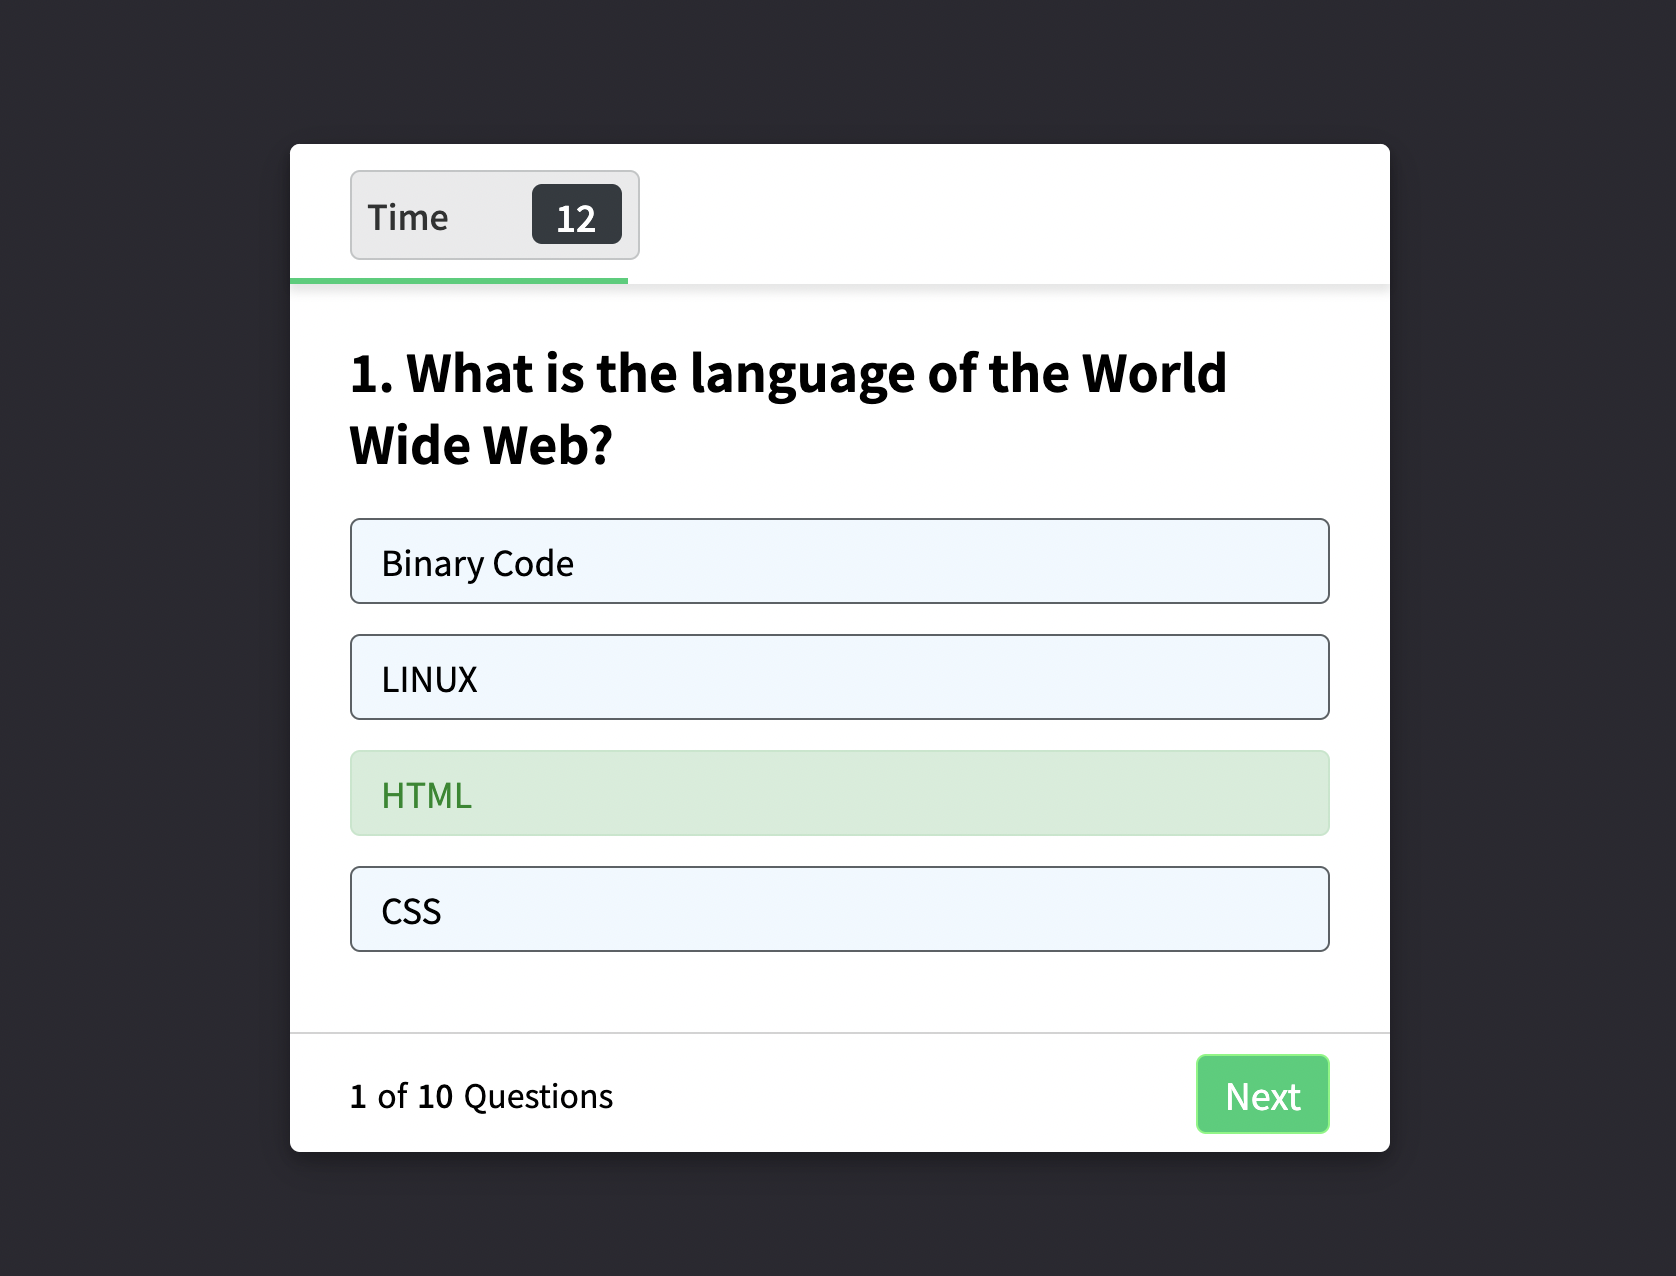 Time 12
1. What is the language of the World
Wide Web?
Binary Code
LINUX
HTML
CSS
1 of 10 Questions
Next